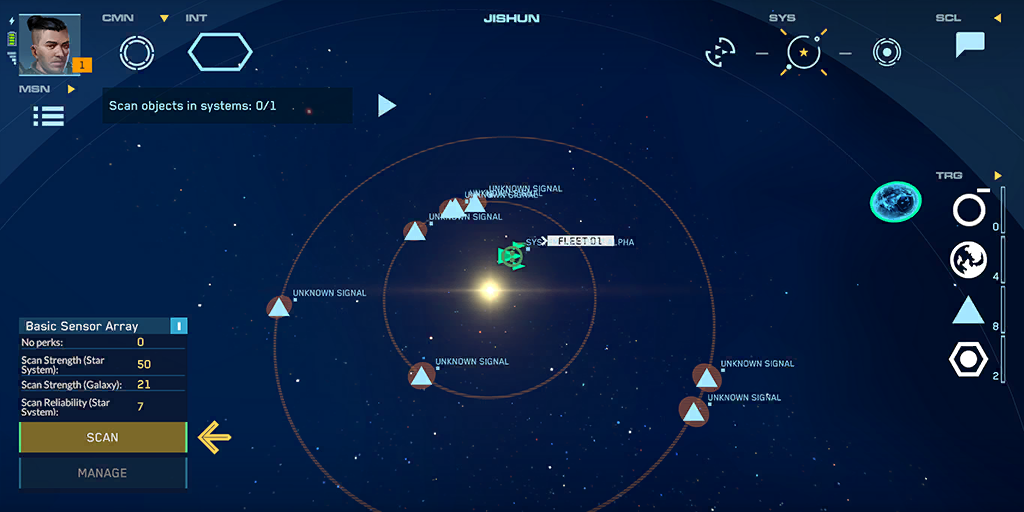 CMN
INT
JISHUN
SYS
SCL
1
MSN
Scan objects in systems: 0/1
TRG
UNKNOWN SIGNAL
UNKNOWN SIGNAL
FLEET 01
UNKNOWN SIGNAL
UNKNOWN SIGNAL
UNKNOWN SIGNAL
UNKNOWN SIGNAL
0
4
8
2
Basic Sensor Array
No perks: 0
Scan Strength (Star
System): 50
Scan Strength (Galaxy): 21
Scan Reliability (Star
System): 7
SCAN
MANAGE